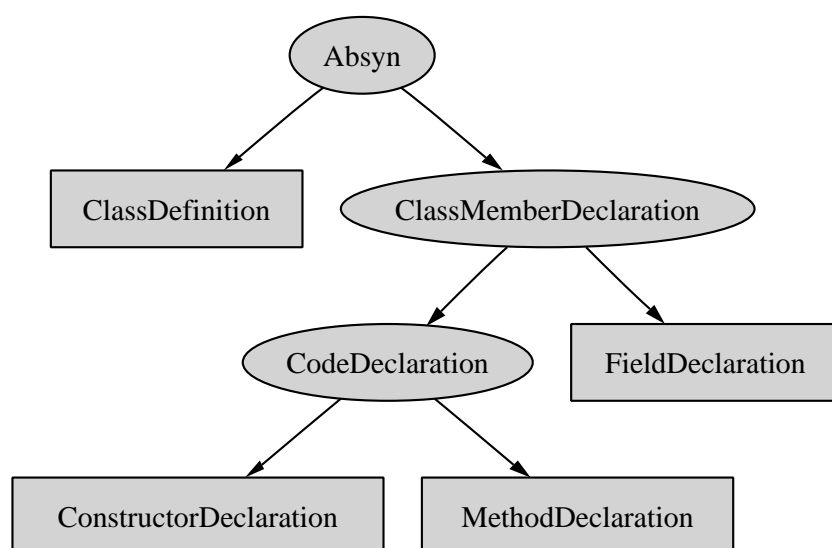 Absyn
ClassDefinition
ClassMemberDeclaration
CodeDeclaration
FieldDeclaration
ConstructorDeclaration
MethodDeclaration